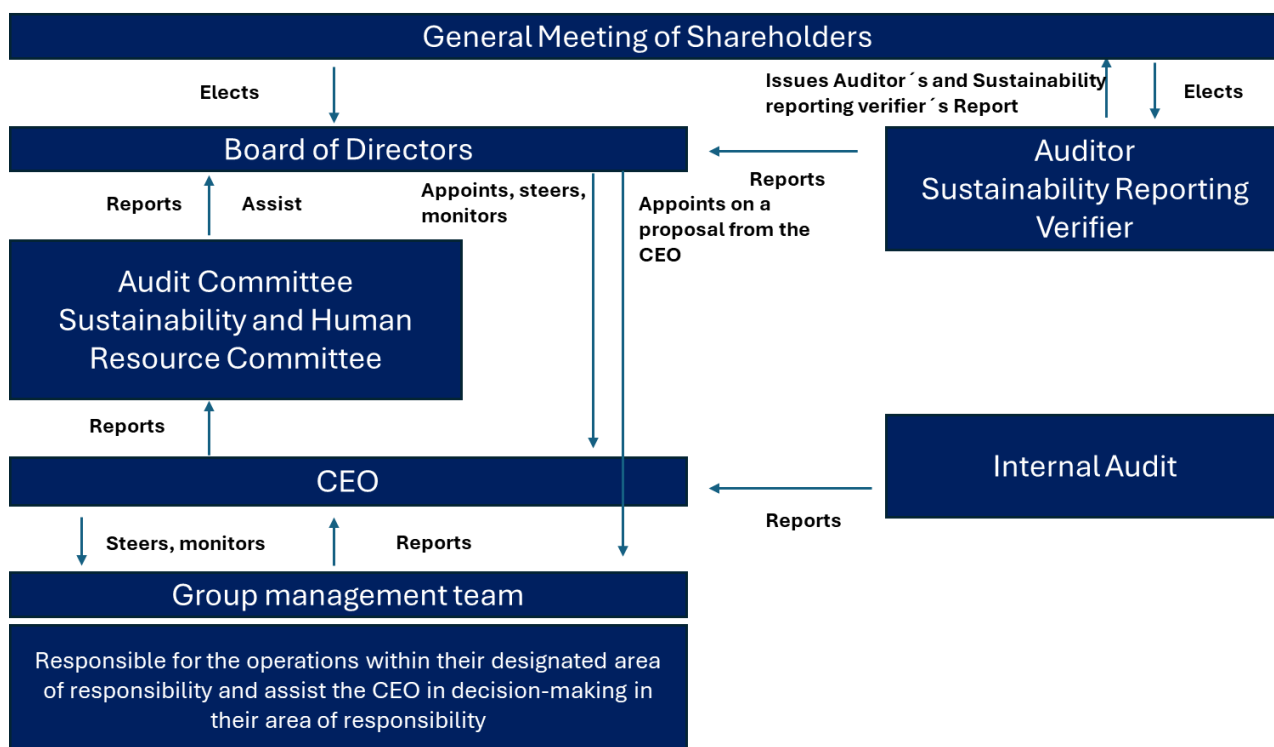 General Meeting of Shareholders
Elects
Issues Auditor´s and Sustainability
reporting verifier´s Report
Elects
Board of Directors
Reports
Auditor
Sustainability Reporting
Verifier
Reports
Assist
Appoints, steers,
monitors
Appoints on a
proposal from the
CEO
Audit Committee
Sustainability and Human
Resource Committee
Reports
CEO
Internal Audit
Reports
Steers, monitors
Reports
Group management team
Responsible for the operations within their designated area
of responsibility and assist the CEO in decision-making in
their area of responsibility